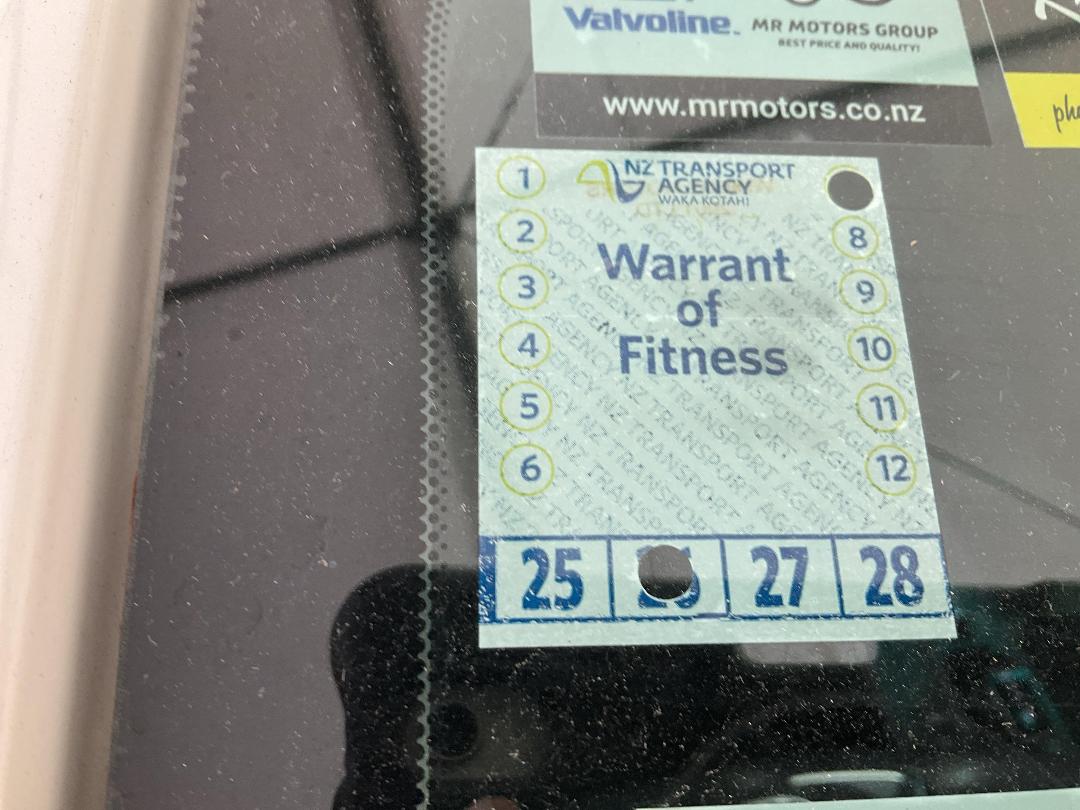 Valvoline. MR MOTORS GROUP
BEST PRICE AND QUALITY!
www.mrmotors.co.nz
1
NZ TRANSPORT
AGENCY
WAKA KOTAHI
2
8
Warrant
of
Fitness
3
9
4
10
5
11
6
12
25
27
28